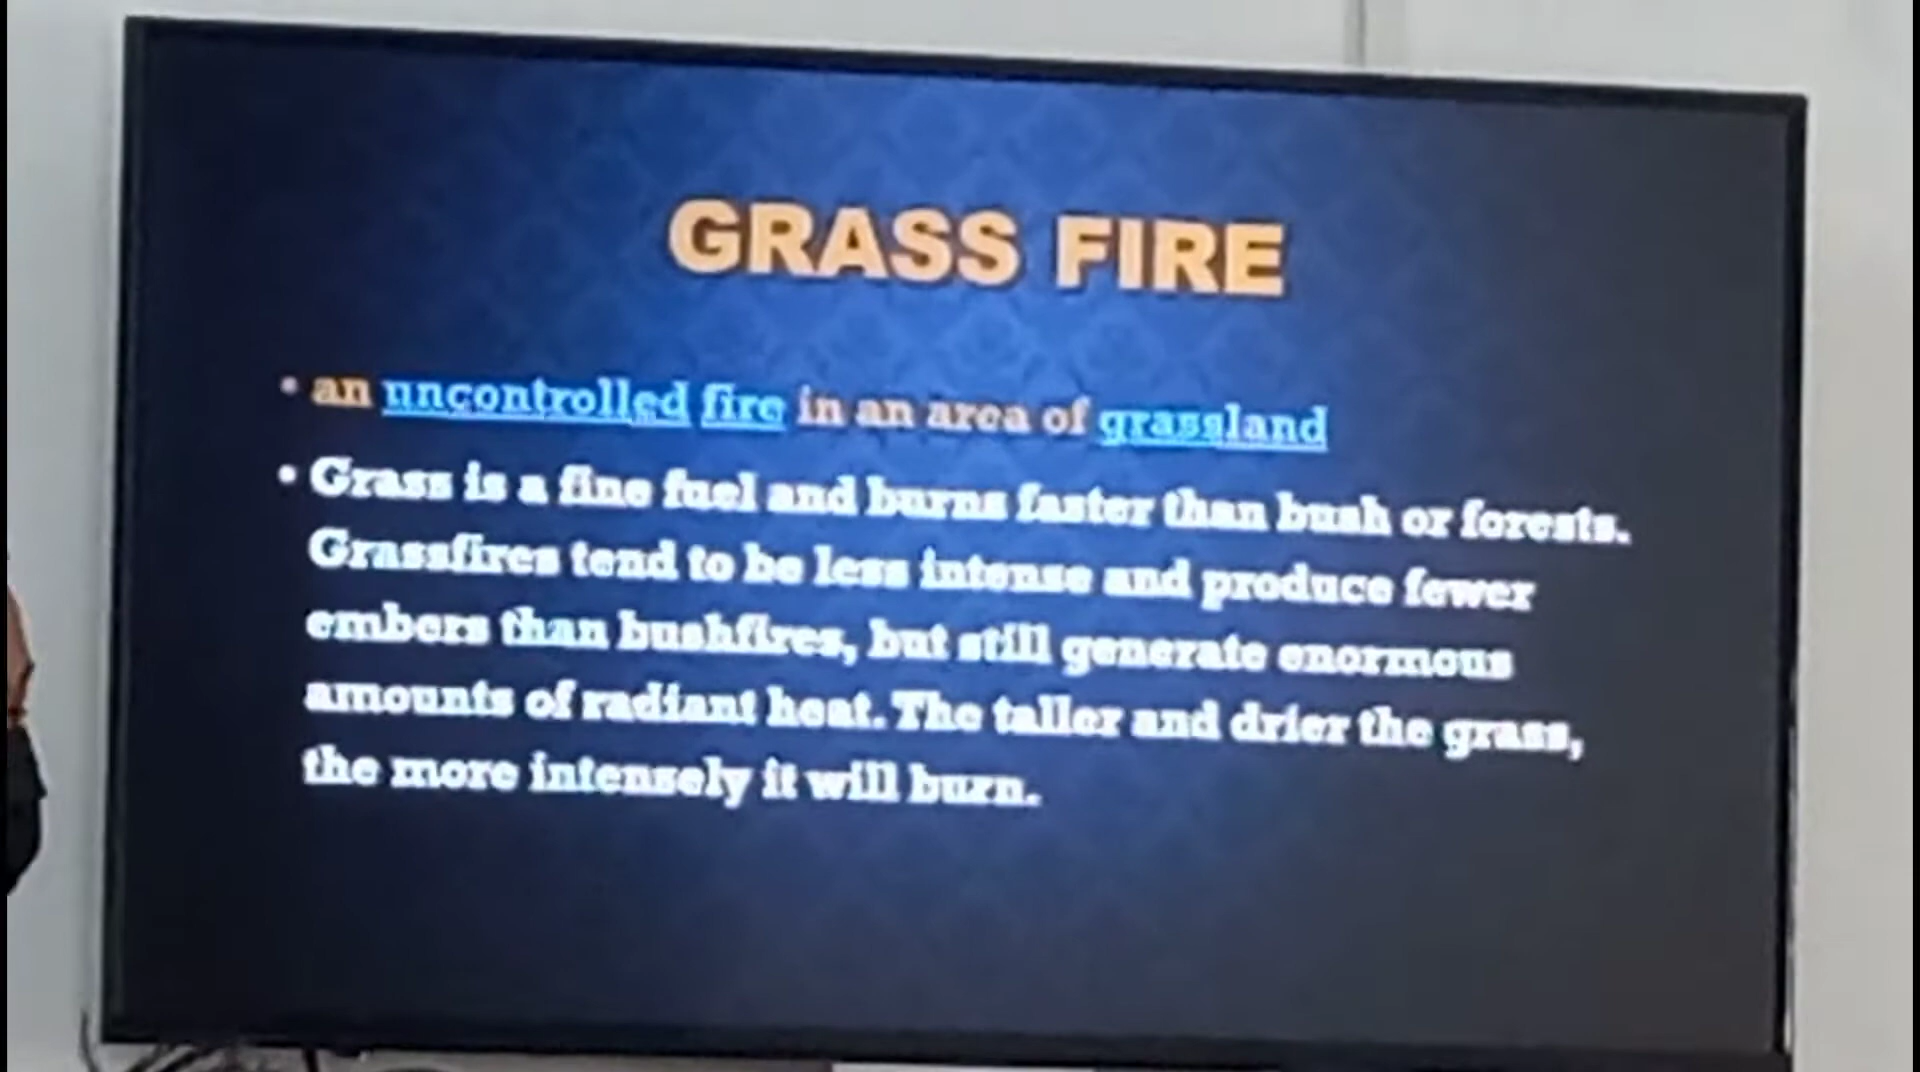 GRASS FIRE
• an uncontrolled fire in an area of grassland
• Grass is a fine fuel and burns faster than bush or forests.
Grassfires tend to be less intense and produce fewer
embers than bushfires, but still generate enormous
amounts of radiant heat. The taller and drier the grass,
the more intensely it will burn.